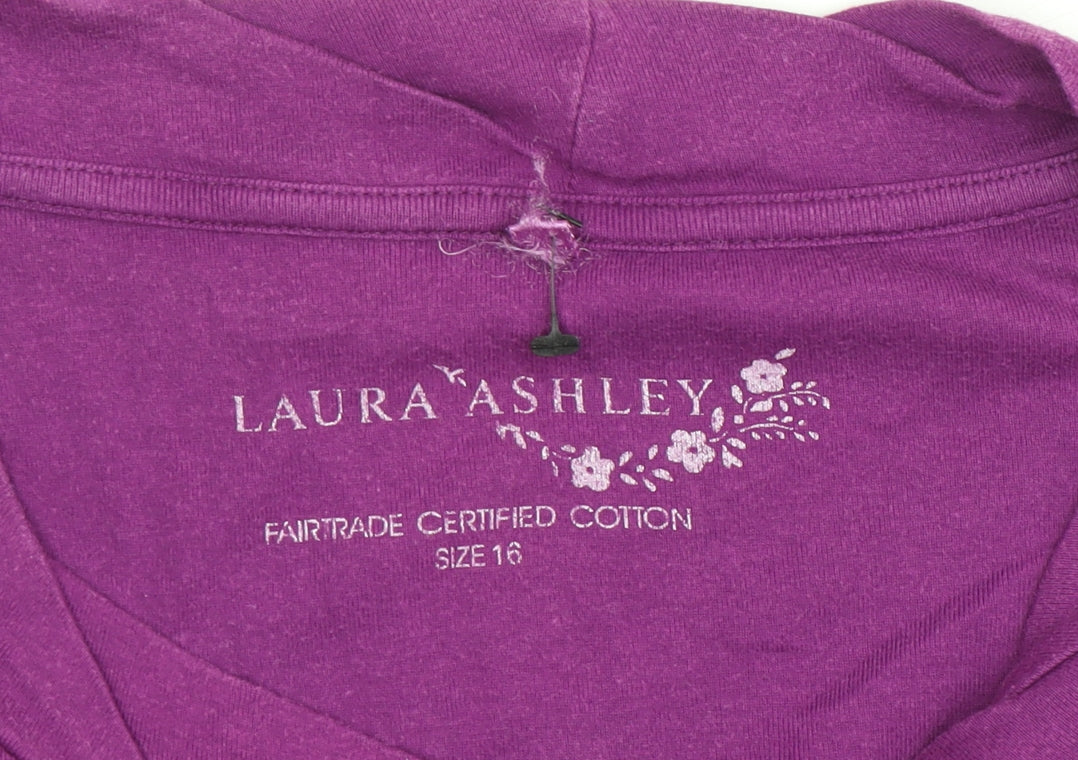 LAURA ASHLEY
FAIRTRADE CERTIFIED COTTON
SIZE 16